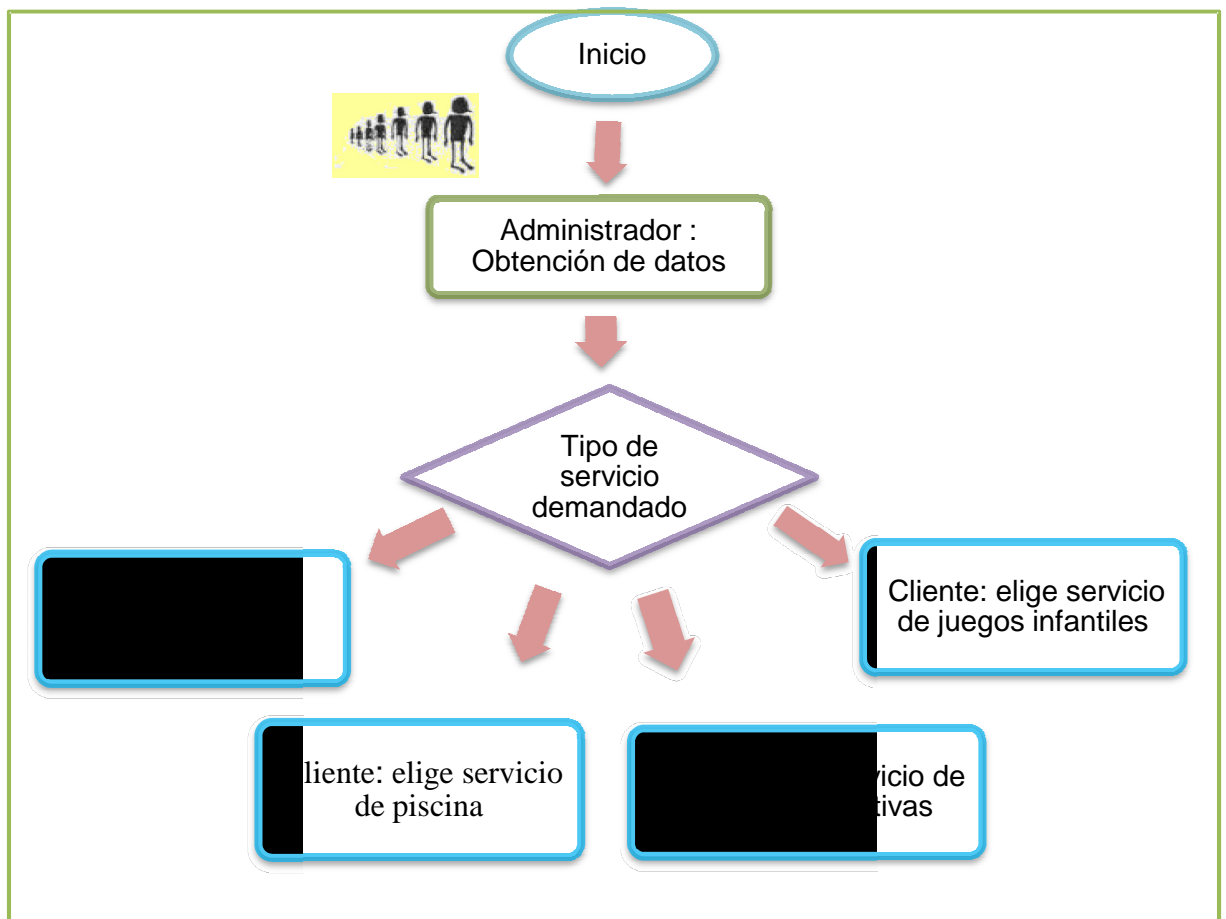 Inicio
Administrador :
Obtención de datos
Tipo de
servicio
demandado
Cliente: elige servicio
de juegos infantiles
liente: elige servicio
de piscina
vicio de
tivas